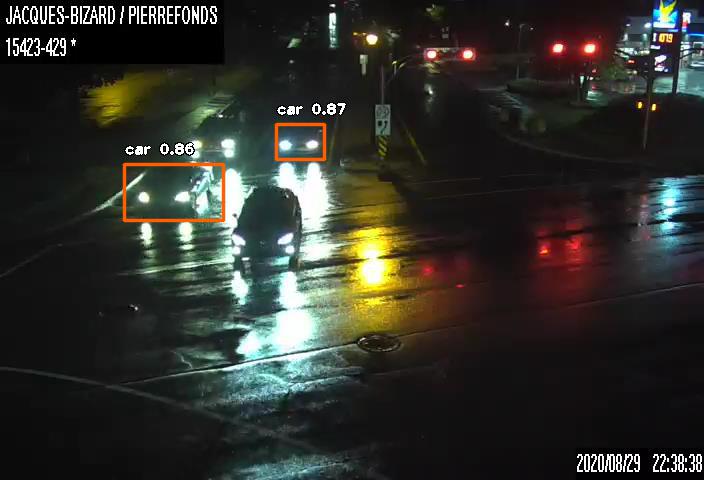 JACQUES-BIZARD / PIERREFONDS
15423-429 *
car 0.87
car 0.86
2020/08/29 22:38:38